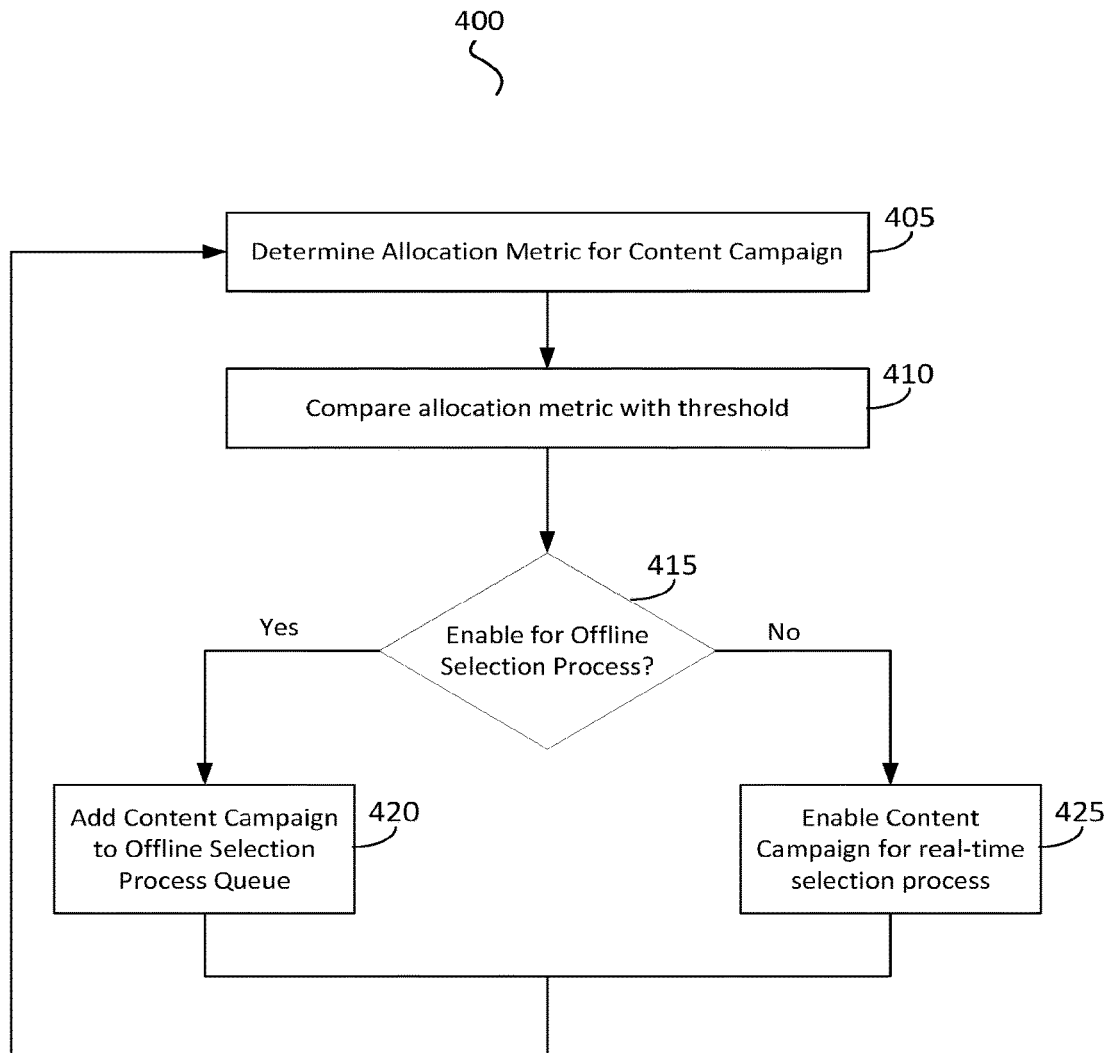 400
Determine Allocation Metric for Content Campaign
405
Compare allocation metric with threshold
410
415
Enable for Offline
Selection Process?
Yes
No
Add Content Campaign
to Offline Selection
Process Queue
420
Enable Content
Campaign for real-time
selection process
425